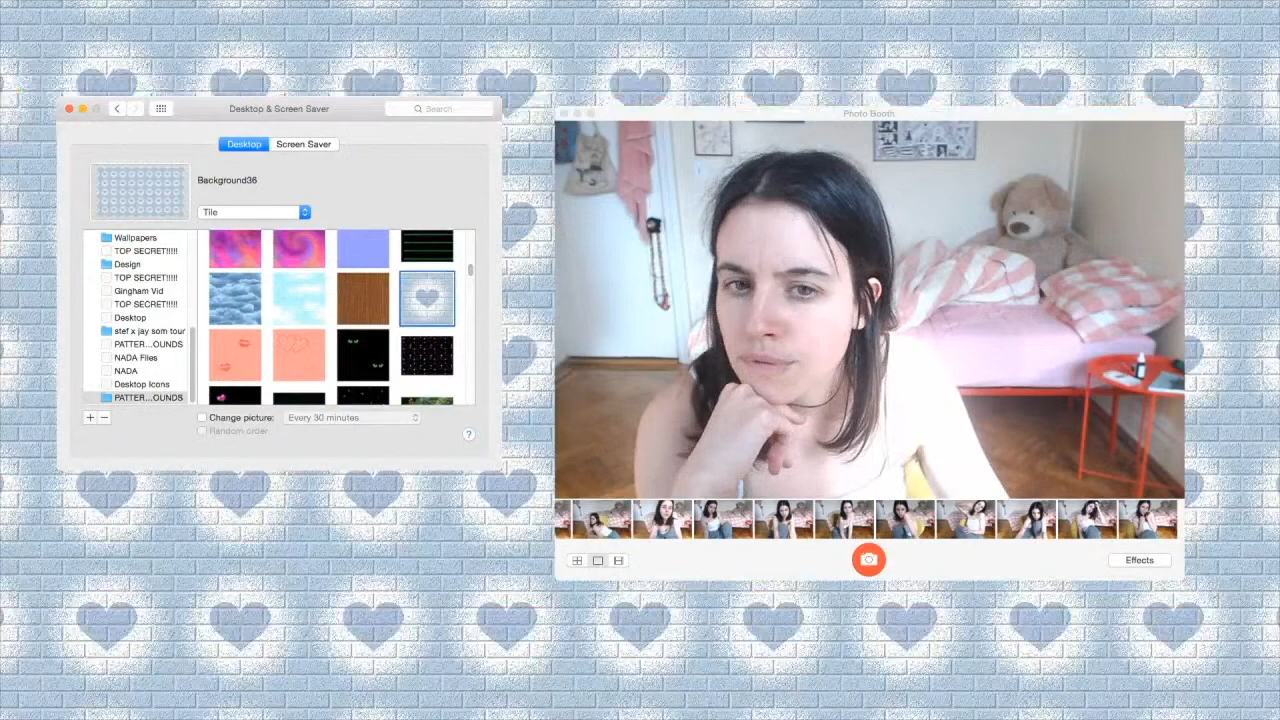 Desktop & Screen Saver
Search
Desktop
Screen Saver
Background36
Tile
Wallpapers
TOP SECRET!!!!!
Design
TOP SECRET!!!!!
Gingham Vid
TOP SECRET!!!!!
Desktop
stef x jay som tour
PATTER...OUNDS
NADA Files
NADA
Desktop Icons
PATTER...OUNDS
+ −
Change picture:
Every 30 minutes
Random order
?
Photo Booth
Effects